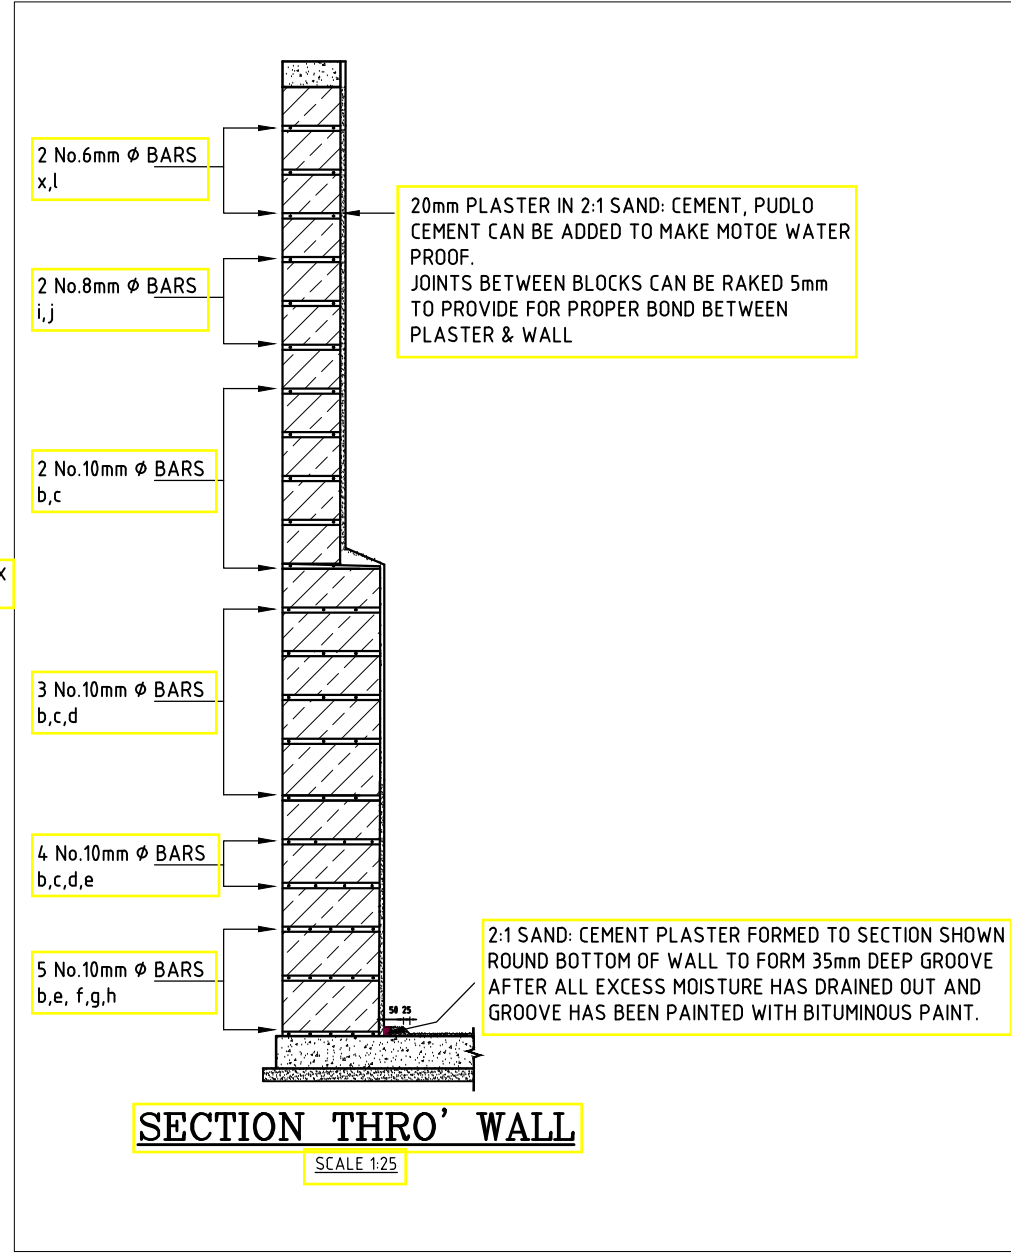 2 No.6mm Ø BARS
x,l
20mm PLASTER IN 2:1 SAND: CEMENT, PUDLO
CEMENT CAN BE ADDED TO MAKE MOTOE WATER
PROOF.
JOINTS BETWEEN BLOCKS CAN BE RAKED 5mm
TO PROVIDE FOR PROPER BOND BETWEEN
PLASTER & WALL
2 No.8mm Ø BARS
i,j
2 No.10mm Ø BARS
b,c
X
3 No.10mm Ø BARS
b,c,d
4 No.10mm Ø BARS
b,c,d,e
5 No.10mm Ø BARS
b,e, f,g,h
2:1 SAND: CEMENT PLASTER FORMED TO SECTION SHOWN
ROUND BOTTOM OF WALL TO FORM 35mm DEEP GROOVE
AFTER ALL EXCESS MOISTURE HAS DRAINED OUT AND
GROOVE HAS BEEN PAINTED WITH BITUMINOUS PAINT.
50 25
SECTION THRO' WALL
SCALE 1:25